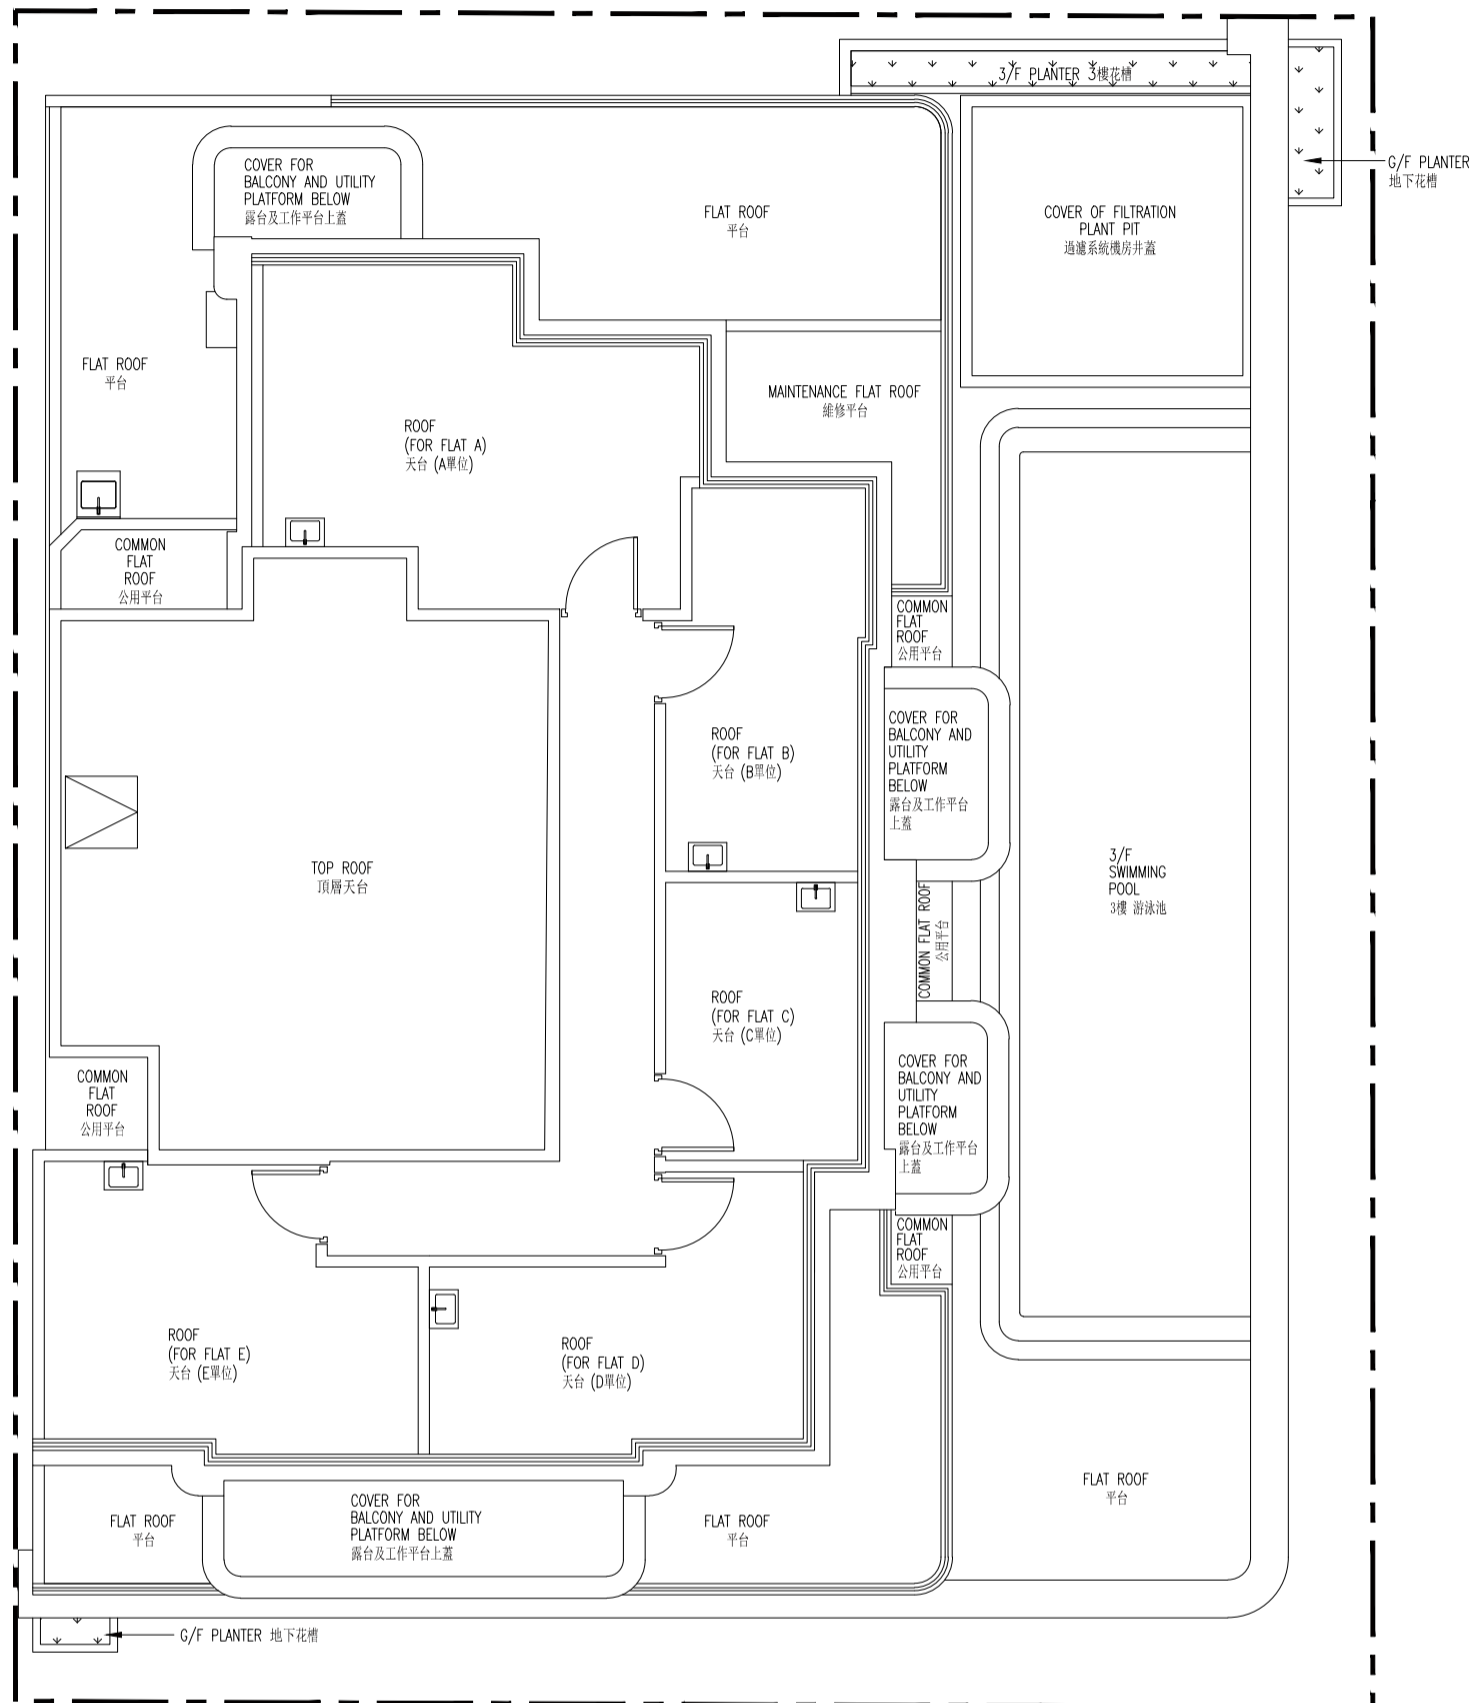 3/F PLANTER 3樓花槽
G/F PLANTER
地下花槽
COVER FOR
BALCONY AND UTILITY
PLATFORM BELOW
露台及工作平台上蓋
FLAT ROOF
平台
COVER OF FILTRATION
PLANT PIT
過濾系統機房井蓋
FLAT ROOF
平台
MAINTENANCE FLAT ROOF
維修平台
ROOF
(FOR FLAT A)
天台 (A單位)
COMMON
FLAT
ROOF
公用平台
COMMON
FLAT
ROOF
公用平台
ROOF
(FOR FLAT B)
天台 (B單位)
COVER FOR
BALCONY AND
UTILITY
PLATFORM
BELOW
露台及工作平台
上蓋
TOP ROOF
頂層天台
3/F
SWIMMING
POOL
3樓 游泳池
COMMON FLAT ROOF
公用平台
ROOF
(FOR FLAT C)
天台 (C單位)
COVER FOR
BALCONY AND
UTILITY
PLATFORM
BELOW
露台及工作平台
上蓋
COMMON
FLAT
ROOF
公用平台
COMMON
FLAT
ROOF
公用平台
ROOF
(FOR FLAT E)
天台 (E單位)
ROOF
(FOR FLAT D)
天台 (D單位)
FLAT ROOF
平台
FLAT ROOF
平台
COVER FOR
BALCONY AND UTILITY
PLATFORM BELOW
露台及工作平台上蓋
FLAT ROOF
平台
G/F PLANTER 地下花槽